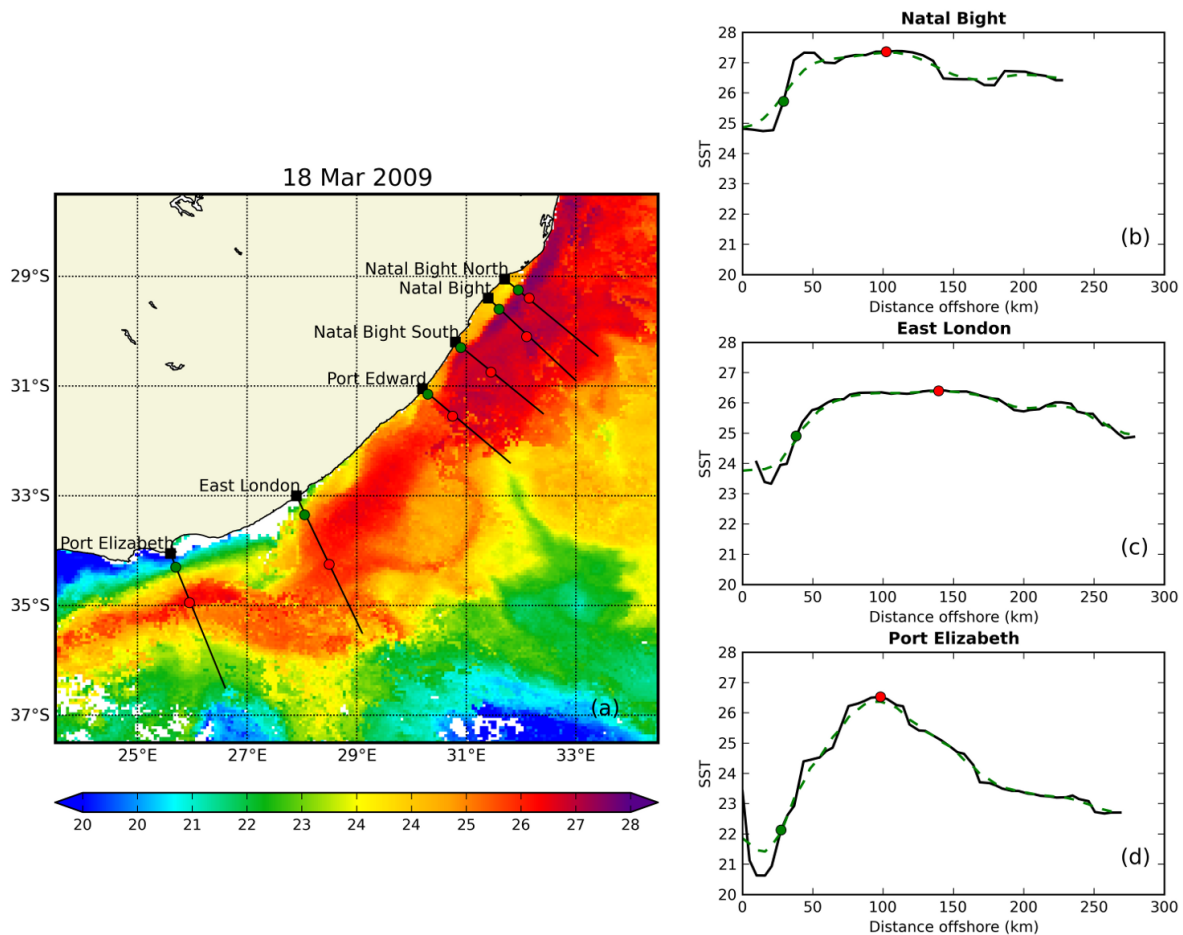 18 Mar 2009
29°S
31°S
33°S
35°S
37°S
Natal Bight North
Natal Bight
Natal Bight South
Port Edward
East London
Port Elizabeth
(a)
25°E 27°E 29°E 31°E 33°E
20 20 21 22 23 24 24 25 26 27 28
Natal Bight
28
27
26
25
24
23
22
21
20
SST
(b)
0 50 100 150 200 250 300
Distance offshore (km)
East London
28
27
26
25
24
23
22
21
20
SST
(c)
0 50 100 150 200 250 300
Distance offshore (km)
Port Elizabeth
28
27
26
25
24
23
22
21
20
SST
(d)
0 50 100 150 200 250 300
Distance offshore (km)